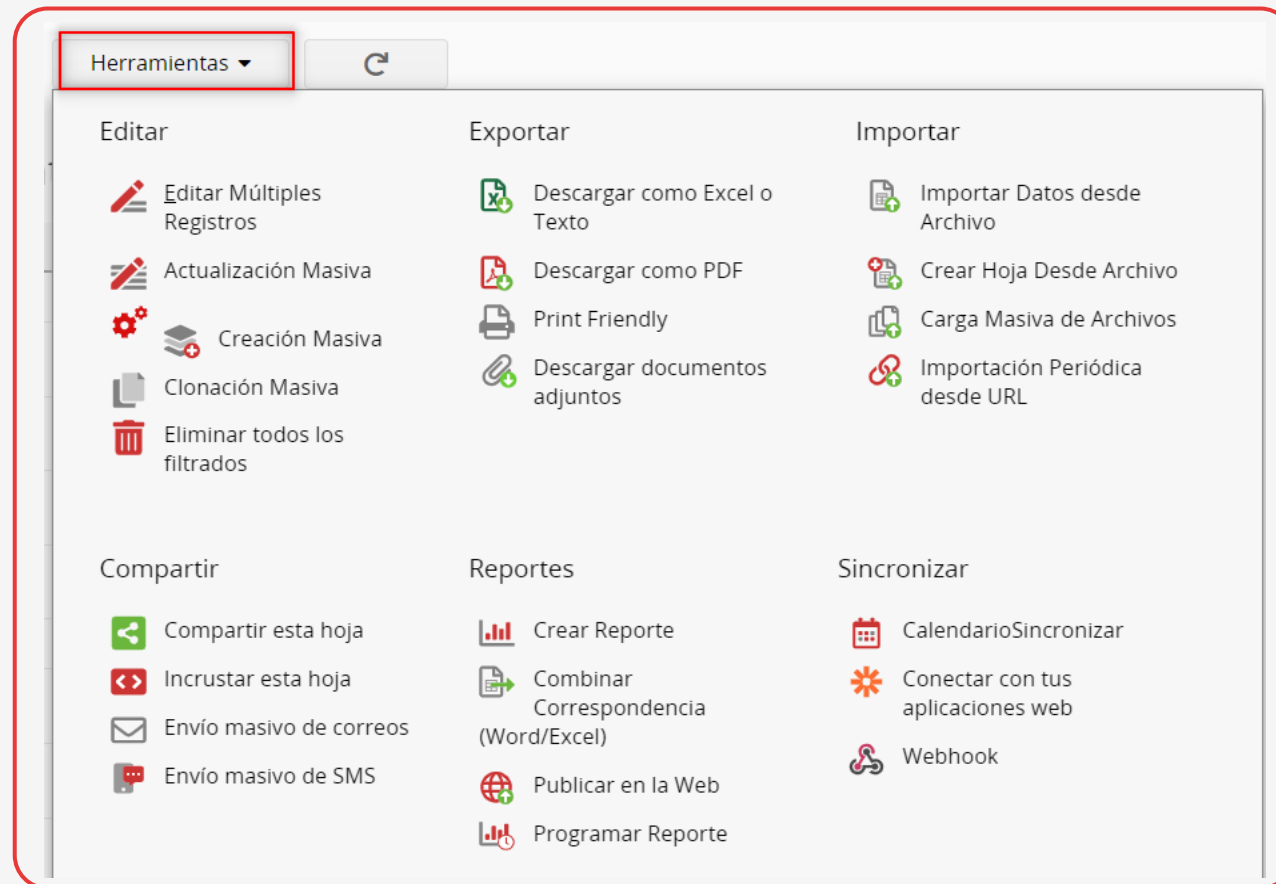 Herramientas
Editar
Editar Múltiples
Registros
Actualización Masiva
Creación Masiva
Clonación Masiva
Eliminar todos los
filtrados
Exportar
Descargar como Excel o
Texto
Descargar como PDF
Print Friendly
Descargar documentos
adjuntos
Importar
Importar Datos desde
Archivo
Crear Hoja Desde Archivo
Carga Masiva de Archivos
Importación Periódica
desde URL
Compartir
Compartir esta hoja
Incrustar esta hoja
Envío masivo de correos
Envío masivo de SMS
Reportes
Crear Reporte
Combinar
Correspondencia
(Word/Excel)
Publicar en la Web
Programar Reporte
Sincronizar
CalendarioSincronizar
Conectar con tus
aplicaciones web
Webhook